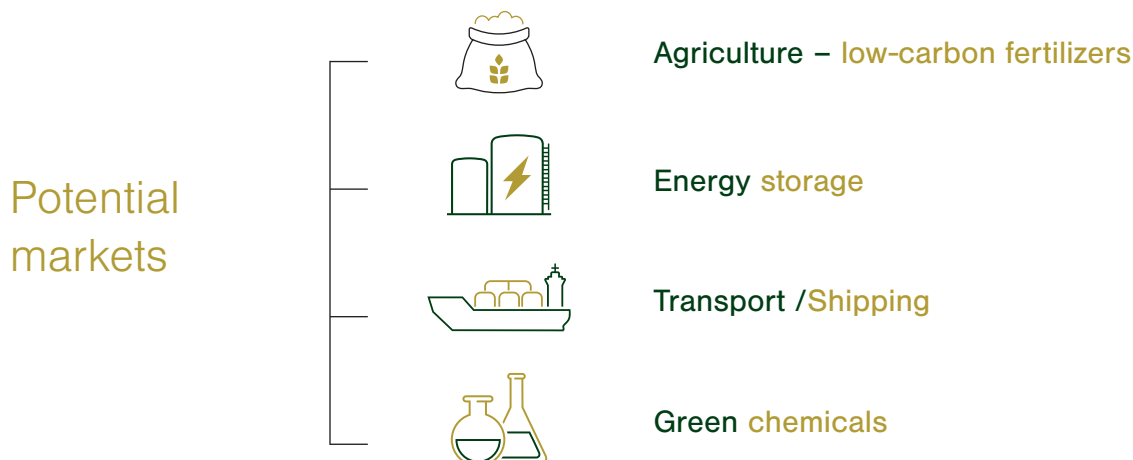 Potential
markets
Agriculture – low-carbon fertilizers
Energy storage
Transport /Shipping
Green chemicals